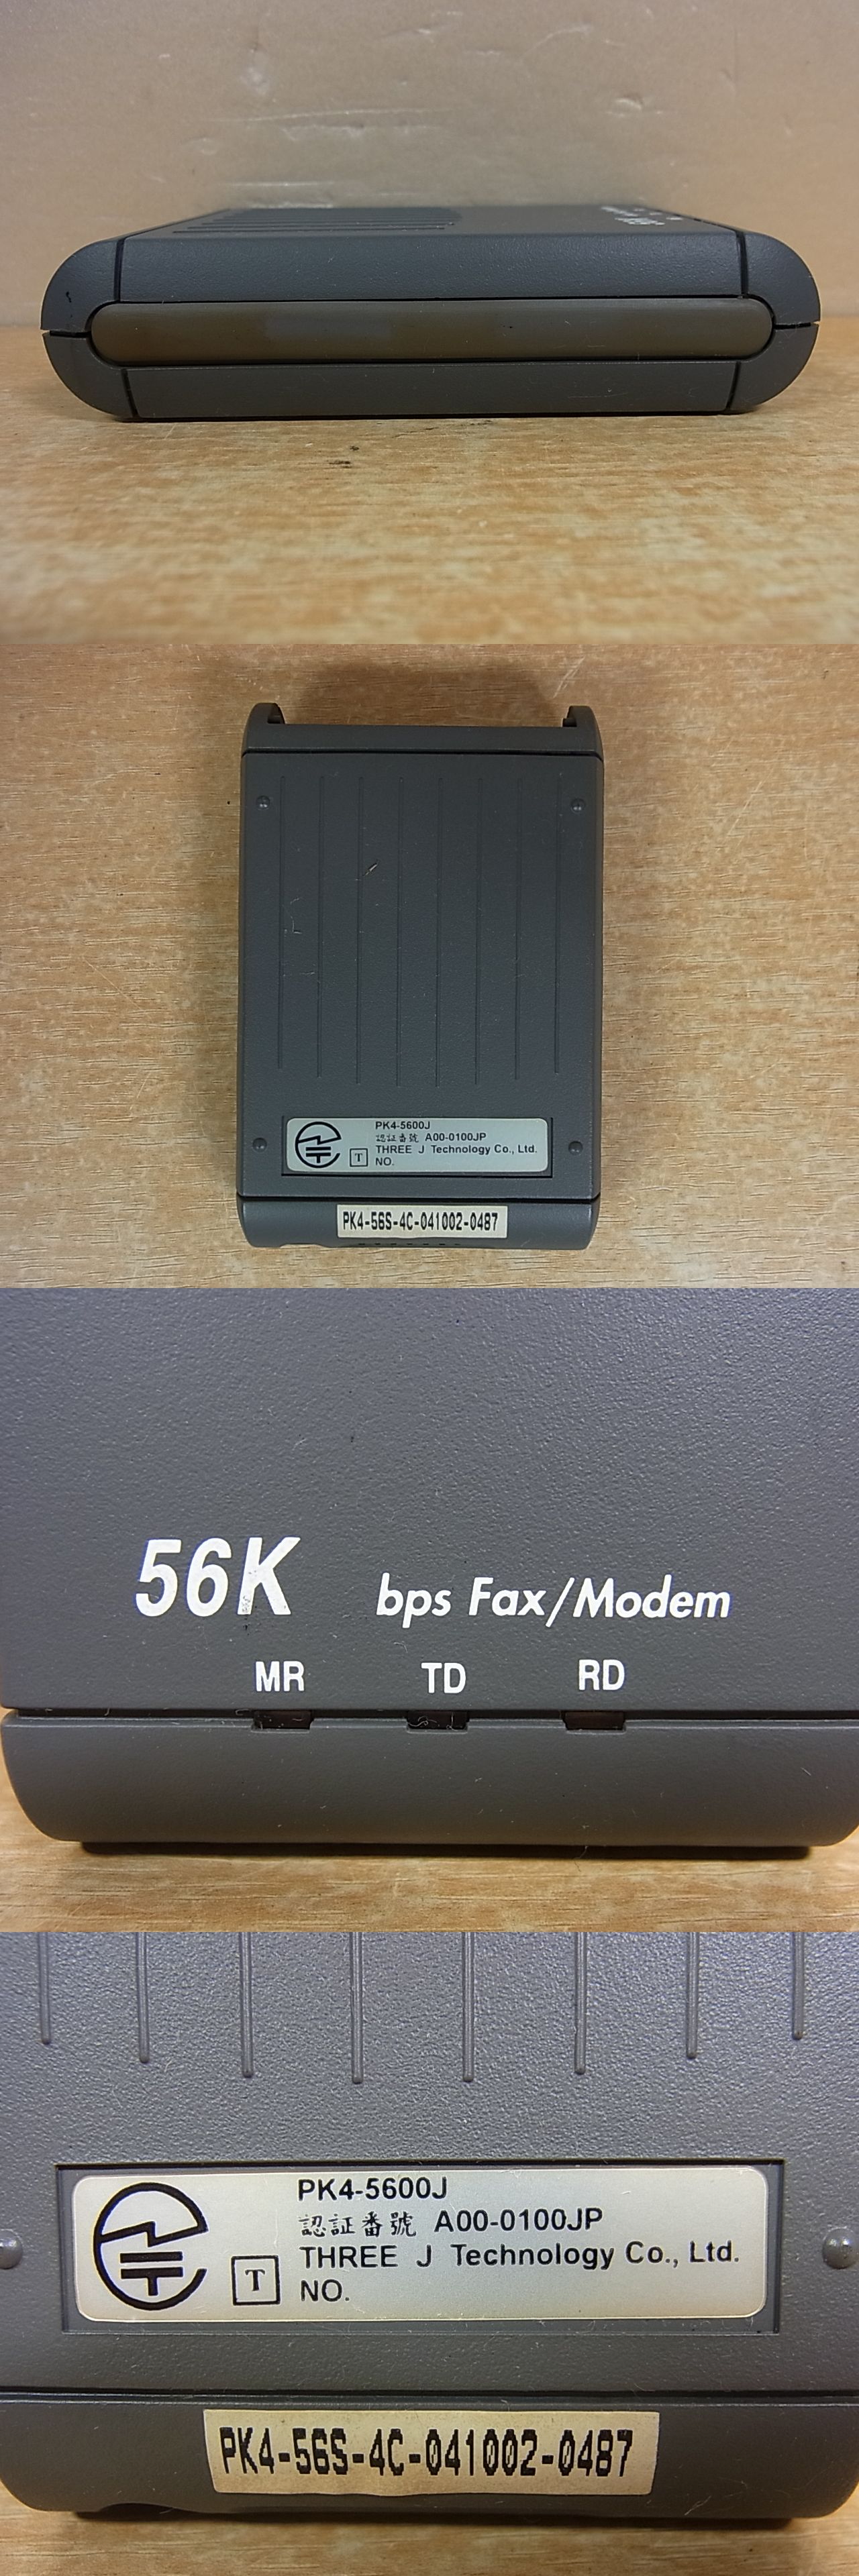 PK4-5600J
認証番號 A00-0100JP
THREE J Technology Co., Ltd.
T
NO.
PK4-56S-4C-041002-0487
56K bps Fax/Modem
MR TD RD
PK4-5600J
認証番號 A00-0100JP
THREE J Technology Co., Ltd.
T
NO.
PK4-56S-4C-041002-0487